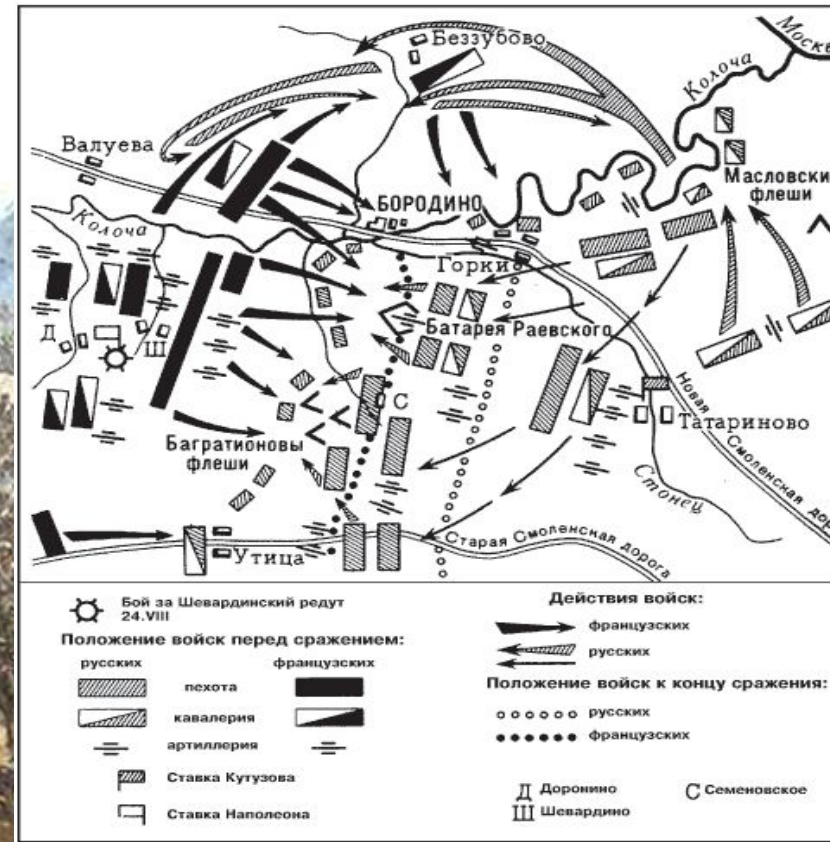 Беззубово
Москв
Колоча
Валуева
БОРОДИНО
Масловски
флеши
Колоча
Горки
Батарея Раевского
Д
Ш
С
Татариново
Новая Смоленская дорога
Багратионовы
флеши
Стонец
Утица
Старая Смоленская дорога
Бой за Шевардинский редут
24.VIII
Положение войск перед сражением:
русских французских
пехота
кавалерия
артиллерия
Ставка Кутузова
Ставка Наполеона
Действия войск:
французских
русских
Положение войск к концу сражения:
русских
французских
Д Доронино С Семеновское
Ш Шевардино